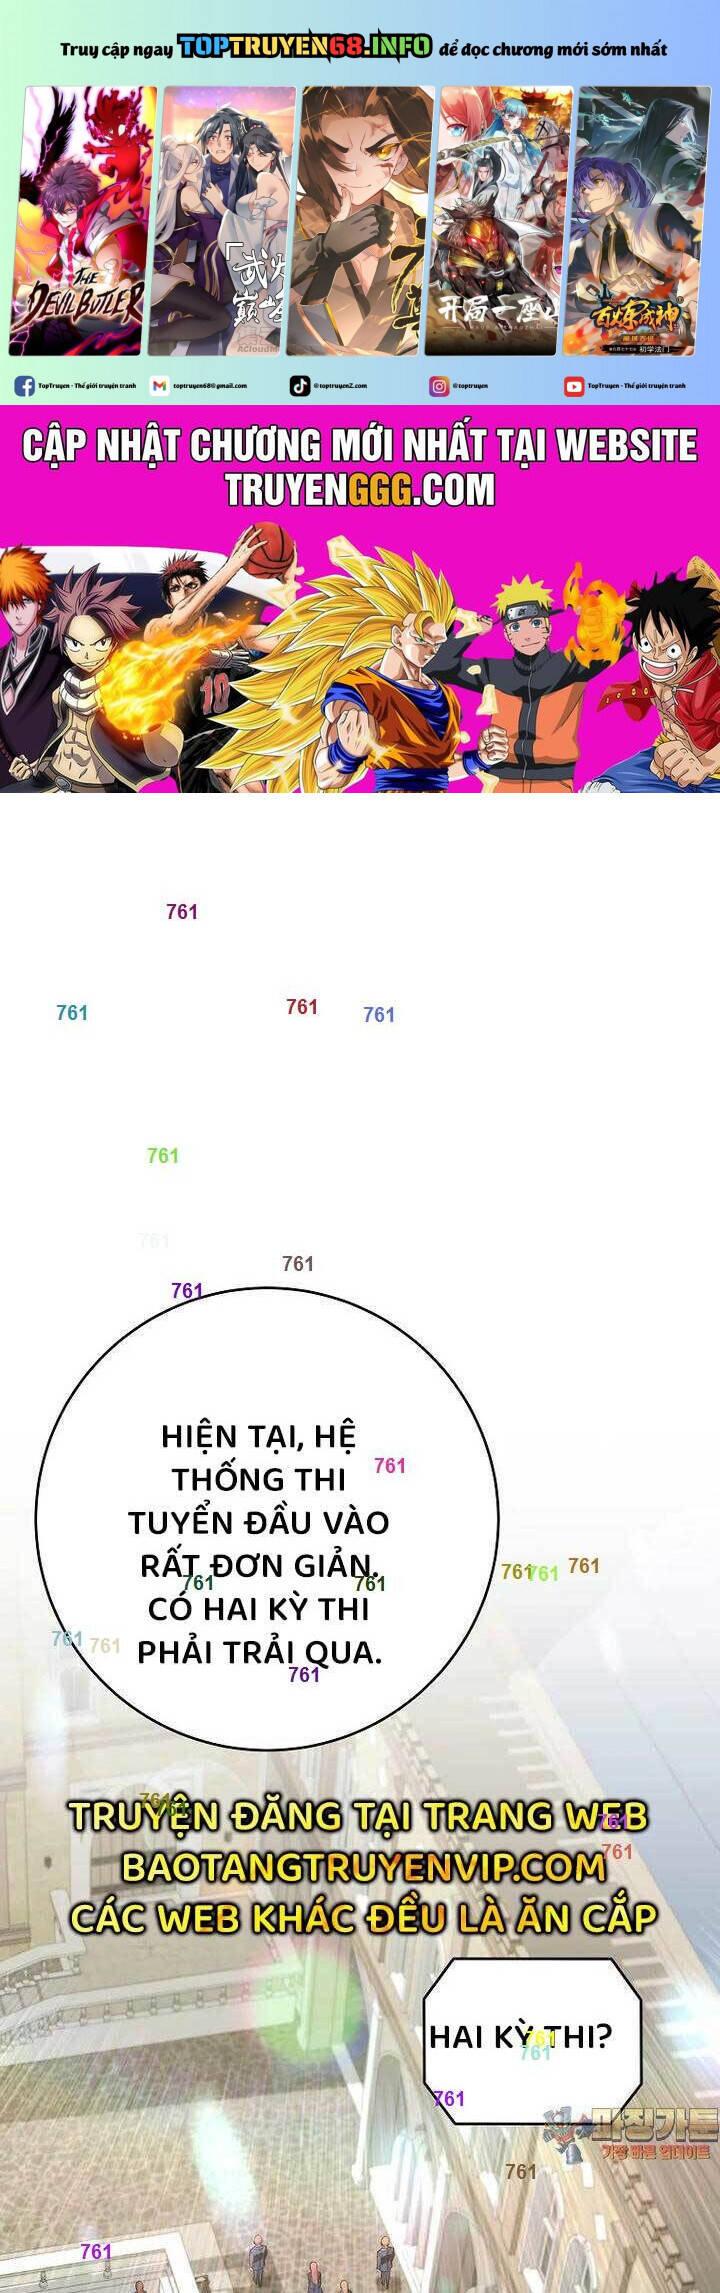 Truy cập ngay TOPTRUYEN68.INFO để đọc chương mới sớm nhất
THE
DEVIL BUTLER
开局一座山
百炼成神
TopTruyen - Thế giới truyện tranh
toptruyen68@gmail.com
@toptruyenZ.com
@toptruyen
TopTruyen - Thế giới truyện tranh
CẬP NHẬT CHƯƠNG MỚI NHẤT TẠI WEBSITE
TRUYENGGG.COM
761
761
761
761
761
761
761
761
HIỆN TẠI, HỆ
761
THỐNG THI
TUYỂN ĐẦU VÀO
RẤT ĐƠN GIẢN.
761
761
761
761
761
CÓ HAI KỲ THI
761
761
PHẢI TRẢI QUA.
761
761
761
TRUYỆN ĐĂNG TẠI TRANG WEB
761
761
BAOTANGTRUYENVIP.COM
CÁC WEB KHÁC ĐỀU LÀ ĂN CẮP
HAI KỲ THI?
761
761
761
마징가툰
가장 빠른 업데이트
761
761